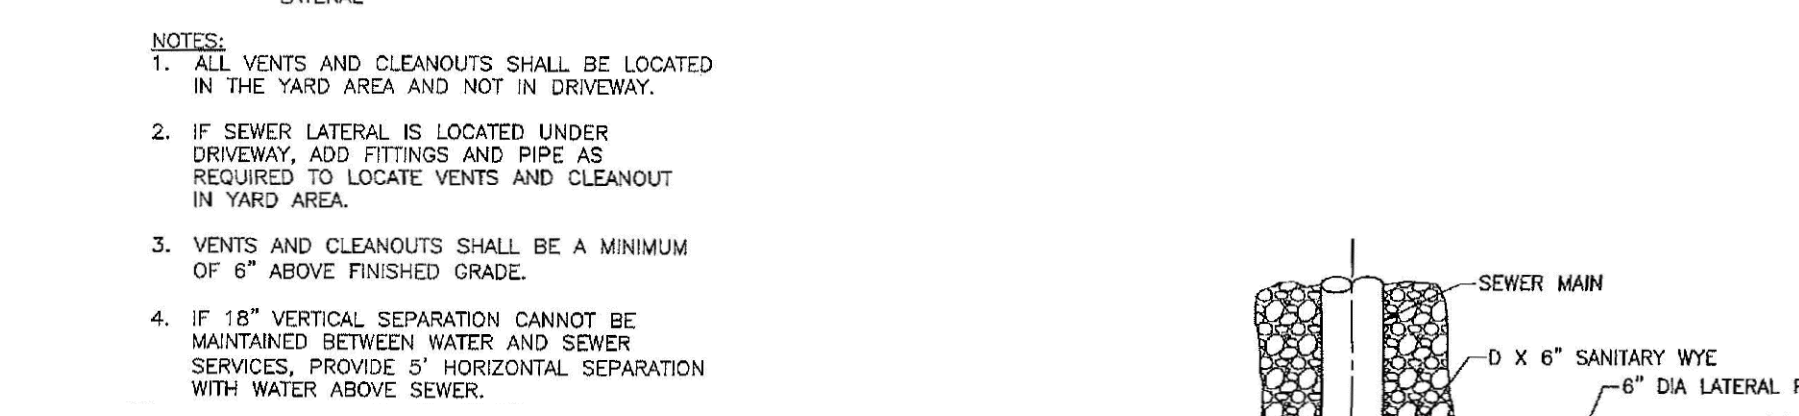 LATERAL
NOTES:
1. ALL VENTS AND CLEANOUTS SHALL BE LOCATED
IN THE YARD AREA AND NOT IN DRIVEWAY.
2. IF SEWER LATERAL IS LOCATED UNDER
DRIVEWAY, ADD FITTINGS AND PIPE AS
REQUIRED TO LOCATE VENTS AND CLEANOUT
IN YARD AREA.
3. VENTS AND CLEANOUTS SHALL BE A MINIMUM
OF 6" ABOVE FINISHED GRADE.
4. IF 18" VERTICAL SEPARATION CANNOT BE
MAINTAINED BETWEEN WATER AND SEWER
SERVICES, PROVIDE 5' HORIZONTAL SEPARATION
WITH WATER ABOVE SEWER.
SEWER MAIN
D X 6" SANITARY WYE
6" DIA LATERAL